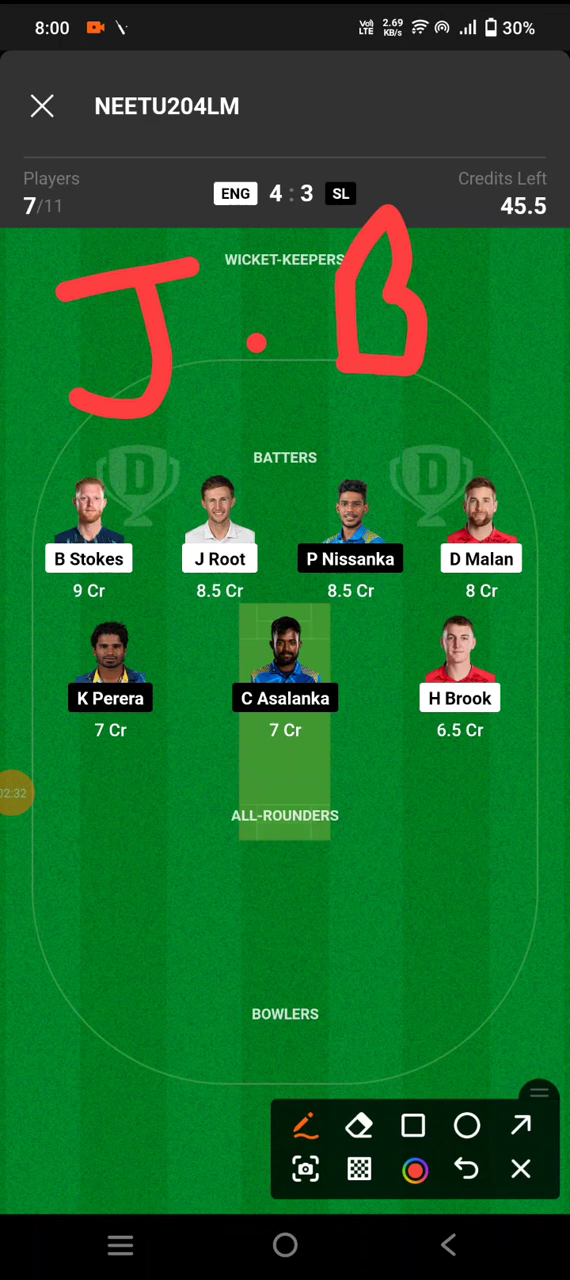 8:00 Vo) LTE 2.69 KB/s 30%
NEETU204LM
Players Credits Left
7/11 ENG 4 : 3 SL 45.5
WICKET-KEEPERS
J . B
BATTERS
D D
B Stokes J Root P Nissanka D Malan
9 Cr 8.5 Cr 8.5 Cr 8 Cr
K Perera C Asalanka H Brook
7 Cr 7 Cr 6.5 Cr
02:32
ALL-ROUNDERS
BOWLERS